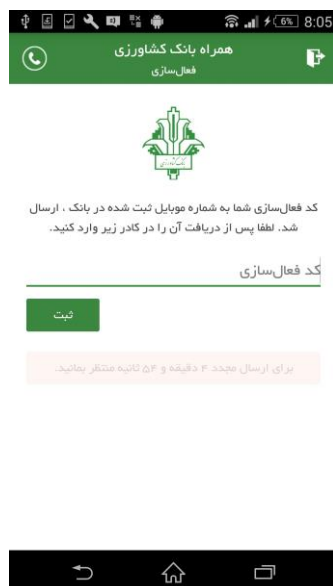 6% 8:05
همراه بانک کشاورزی
فعال‌سازی
بانک کشاورزی
کد فعال‌سازی شما به شماره موبایل ثبت شده در بانک ، ارسال
شد. لطفا پس از دریافت آن را در کادر زیر وارد کنید.
کد فعال‌سازی
ثبت
برای ارسال مجدد ۴ دقیقه و ۵۴ ثانیه منتظر بمانید.